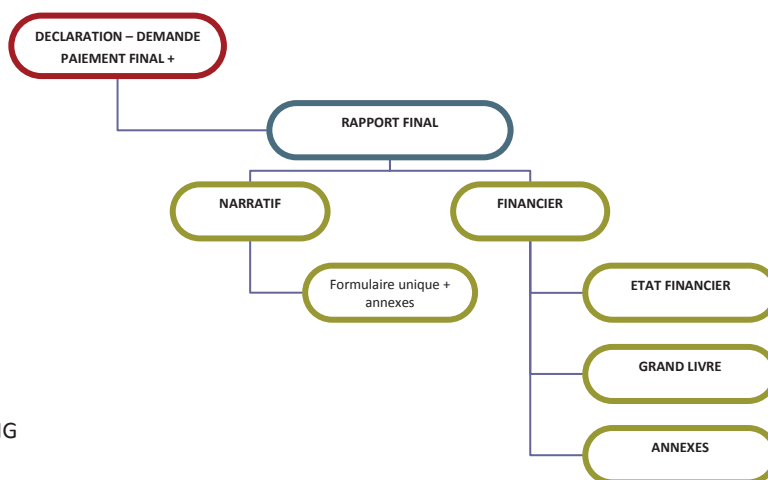 DECLARATION – DEMANDE
PAIEMENT FINAL +
RAPPORT FINAL
NARRATIF
FINANCIER
Formulaire unique +
annexes
ETAT FINANCIER
GRAND LIVRE
ANNEXES